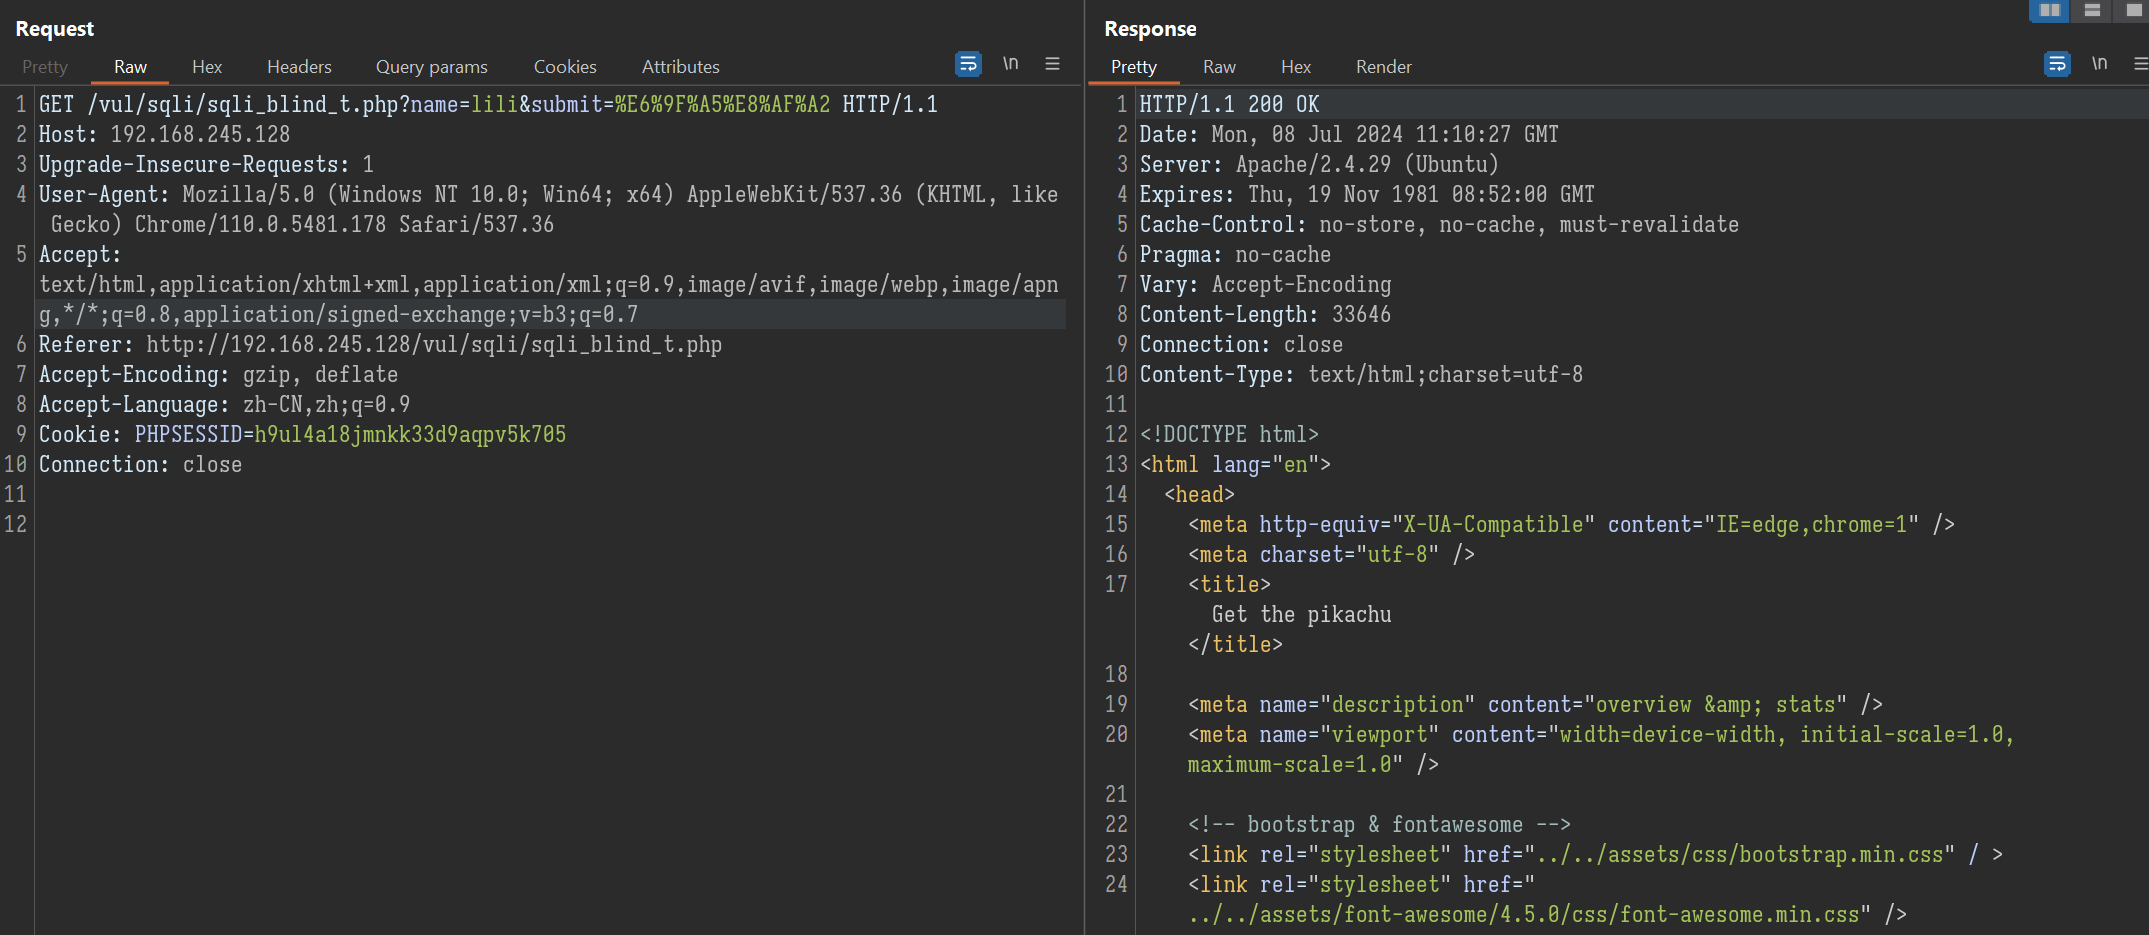 Request
Pretty Raw Hex Headers Query params Cookies Attributes \n
1 GET /vul/sqli/sqli_blind_t.php?name=lili&submit=%E6%9F%A5%E8%AF%A2 HTTP/1.1
2 Host: 192.168.245.128
3 Upgrade-Insecure-Requests: 1
4 User-Agent: Mozilla/5.0 (Windows NT 10.0; Win64; x64) AppleWebKit/537.36 (KHTML, like
Gecko) Chrome/110.0.5481.178 Safari/537.36
5 Accept:
text/html,application/xhtml+xml,application/xml;q=0.9,image/avif,image/webp,image/apn
g,*/*;q=0.8,application/signed-exchange;v=b3;q=0.7
6 Referer: http://192.168.245.128/vul/sqli/sqli_blind_t.php
7 Accept-Encoding: gzip, deflate
8 Accept-Language: zh-CN,zh;q=0.9
9 Cookie: PHPSESSID=h9ul4a18jmnkk33d9aqpv5k705
10 Connection: close
11
12
Response
Pretty Raw Hex Render \n
1 HTTP/1.1 200 OK
2 Date: Mon, 08 Jul 2024 11:10:27 GMT
3 Server: Apache/2.4.29 (Ubuntu)
4 Expires: Thu, 19 Nov 1981 08:52:00 GMT
5 Cache-Control: no-store, no-cache, must-revalidate
6 Pragma: no-cache
7 Vary: Accept-Encoding
8 Content-Length: 33646
9 Connection: close
10 Content-Type: text/html;charset=utf-8
11
12 <!DOCTYPE html>
13 <html lang="en">
14 <head>
15 <meta http-equiv="X-UA-Compatible" content="IE=edge,chrome=1" />
16 <meta charset="utf-8" />
17 <title>
Get the pikachu
</title>
18
19 <meta name="description" content="overview &amp; stats" />
20 <meta name="viewport" content="width=device-width, initial-scale=1.0,
maximum-scale=1.0" />
21
22 <!-- bootstrap & fontawesome -->
23 <link rel="stylesheet" href="../../assets/css/bootstrap.min.css" / >
24 <link rel="stylesheet" href="
../../assets/font-awesome/4.5.0/css/font-awesome.min.css" />